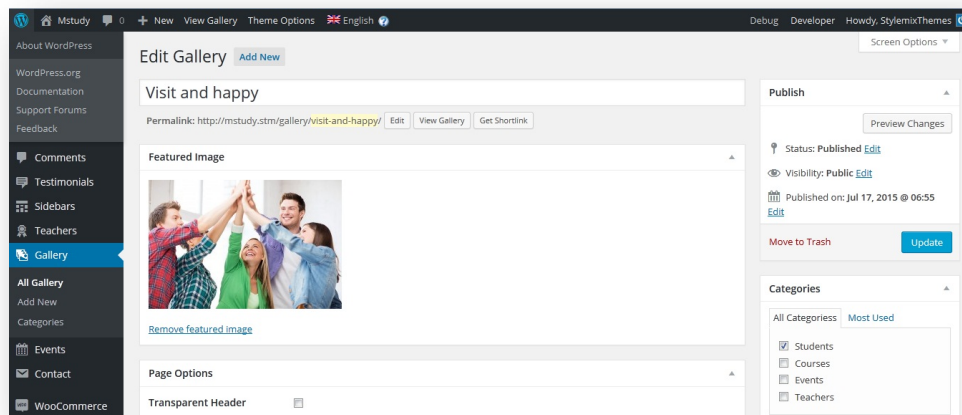 Mstudy 0 New View Gallery Theme Options English Debug Developer Howdy, StylemixThemes
About WordPress
WordPress.org
Documentation
Support Forums
Feedback
Comments
Testimonials
Sidebars
Teachers
Gallery
All Gallery
Add New
Categories
Events
Contact
WooCommerce
Screen Options
Edit Gallery Add New
Visit and happy
Permalink: http://mstudy.stm/gallery/visit-and-happy/ Edit View Gallery Get Shortlink
Featured Image
Remove featured image
Page Options
Transparent Header
Publish
Preview Changes
Status: Published Edit
Visibility: Public Edit
Published on: Jul 17, 2015 @ 06:55
Edit
Move to Trash Update
Categories
All Categoriess Most Used
Students
Courses
Events
Teachers